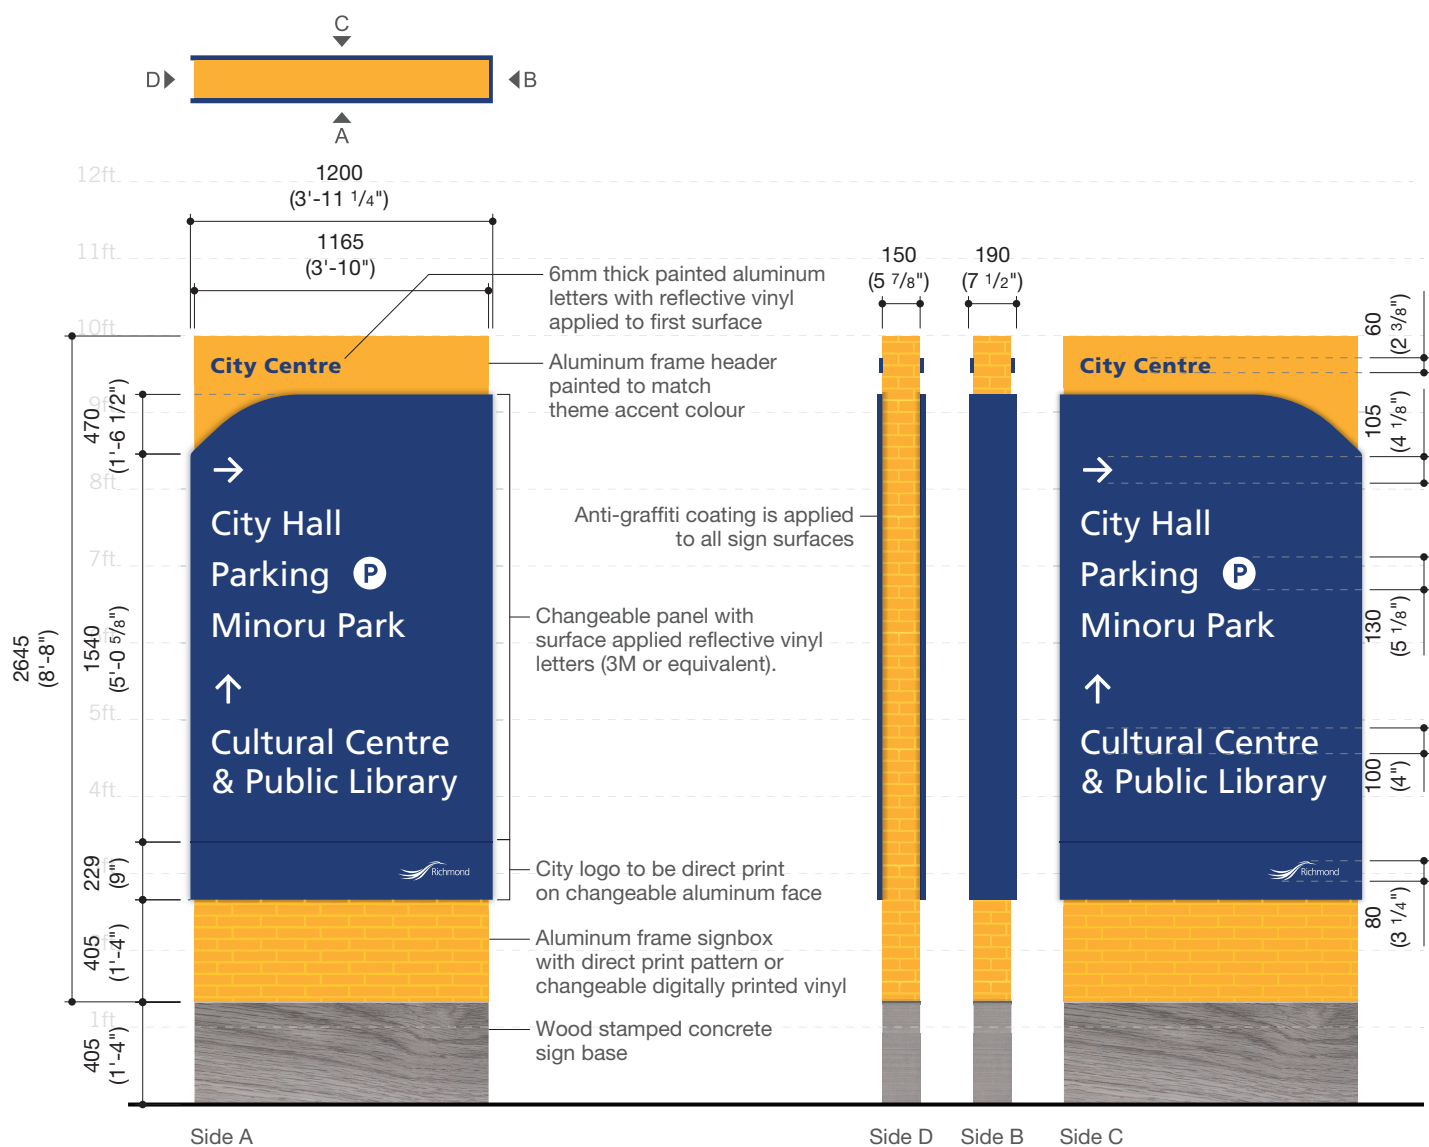 C
D
B
A
12ft
1200
(3'-11 1/4")
11ft
1165
(3'-10")
6mm thick painted aluminum
letters with reflective vinyl
applied to first surface
150
(5 7/8")
190
(7 1/2")
10ft
60
(2 3/8")
City Centre
Aluminum frame header
painted to match
theme accent colour
City Centre
9ft
470
(1'-6 1/2")
105
(4 1/8")
8ft
City Hall
Parking P
Minoru Park
Cultural Centre
& Public Library
Richmond
Anti-graffiti coating is applied
to all sign surfaces
City Hall
Parking P
Minoru Park
Cultural Centre
& Public Library
Richmond
7ft
130
(5 1/8")
2645
(8'-8")
1540
(5'-0 5/8")
Changeable panel with
surface applied reflective vinyl
letters (3M or equivalent).
5ft
100
(4")
4ft
229
(9")
City logo to be direct print
on changeable aluminum face
80
(3 1/4")
405
(1'-4")
Aluminum frame signbox
with direct print pattern or
changeable digitally printed vinyl
1ft
405
(1'-4")
Wood stamped concrete
sign base
Side A
Side D
Side B
Side C